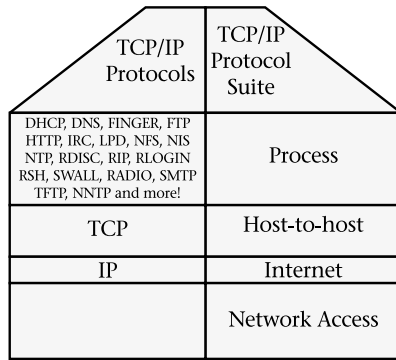 TCP/IP
Protocols
TCP/IP
Protocol
Suite
DHCP, DNS, FINGER, FTP
HTTP, IRC, LPD, NFS, NIS
NTP, RDISC, RIP, RLOGIN
RSH, SWALL, RADIO, SMTP
TFTP, NNTP and more!
Process
TCP
Host-to-host
IP
Internet
Network Access